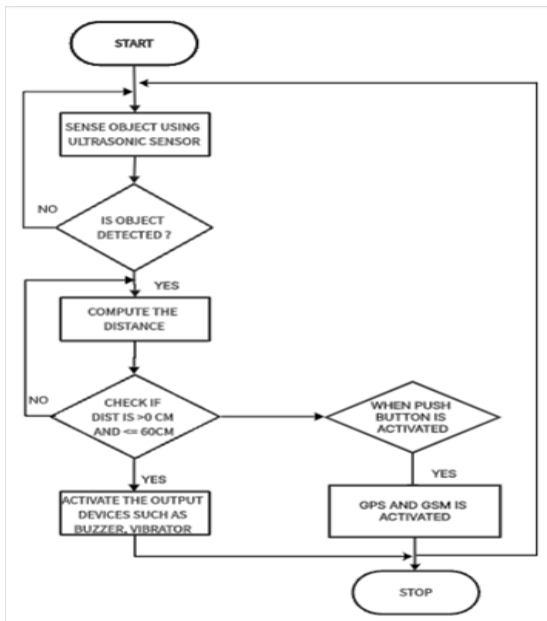 START
SENSE OBJECT USING
ULTRASONIC SENSOR
NO
IS OBJECT
DETECTED ?
YES
COMPUTE THE
DISTANCE
NO
CHECK IF
DIST IS >0 CM
AND <= 60CM
WHEN PUSH
BUTTON IS
ACTIVATED
YES
YES
ACTIVATE THE OUTPUT
DEVICES SUCH AS
BUZZER, VIBRATOR
GPS AND GSM IS
ACTIVATED
STOP